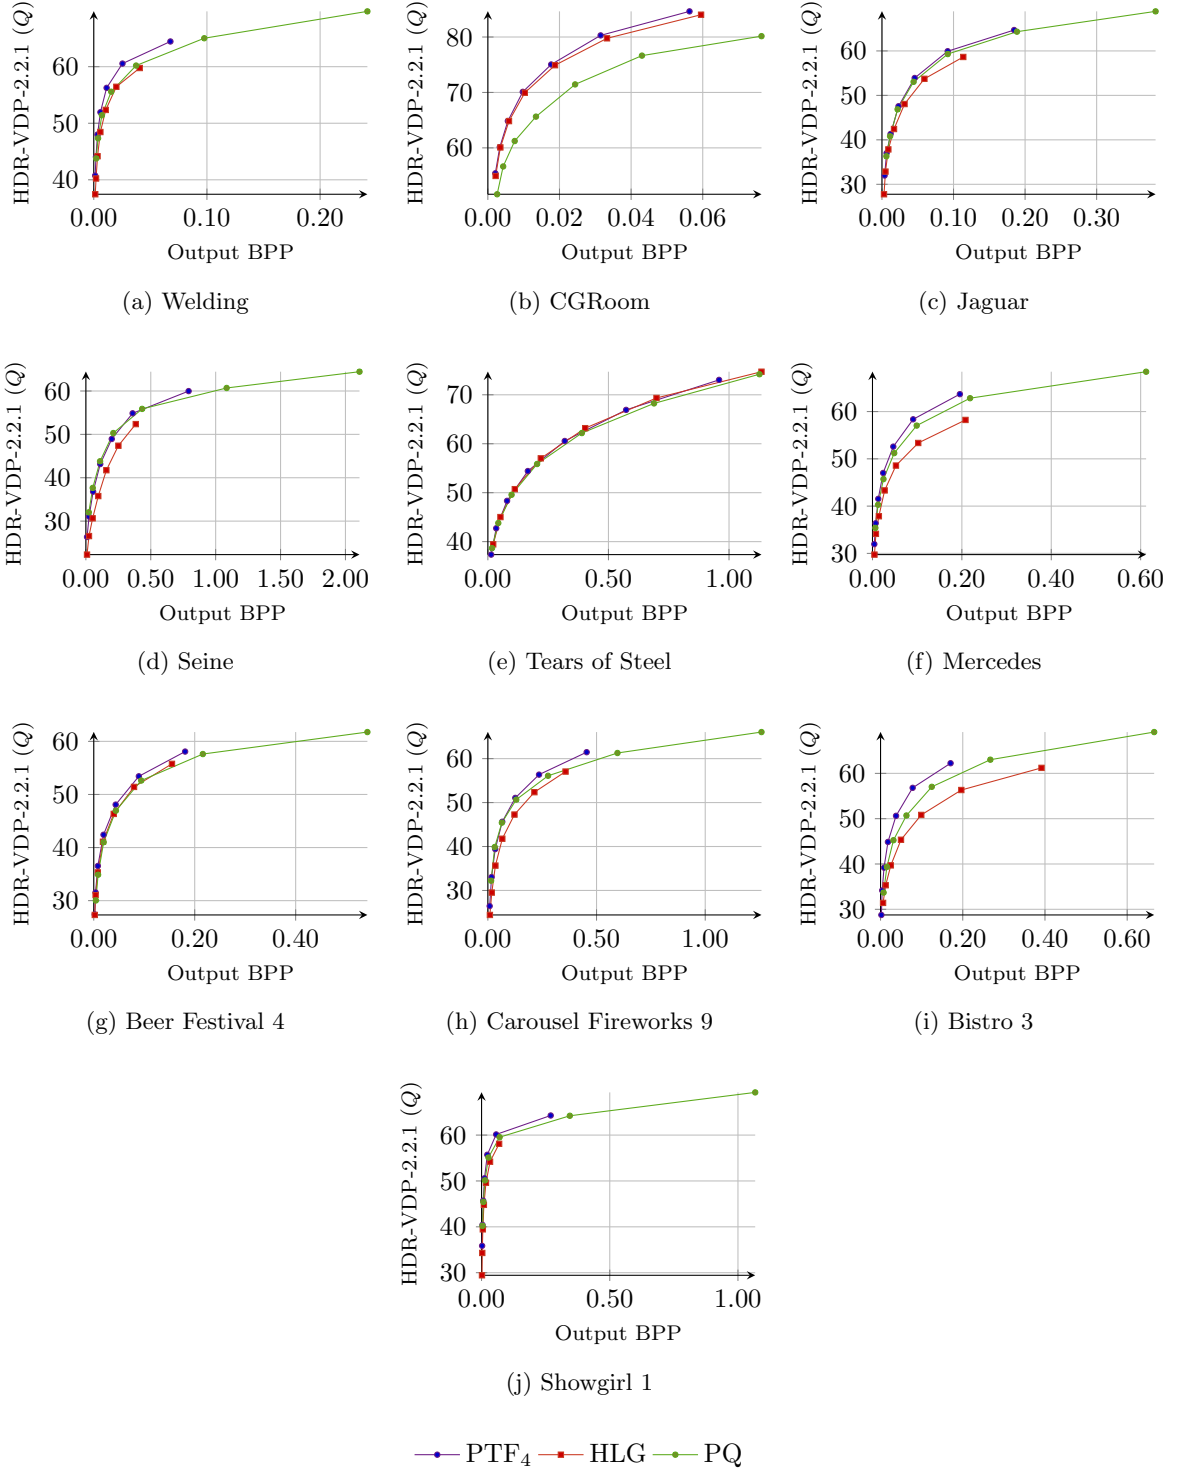 HDR-VDP-2.2.1 (Q)
60
50
40
0.00 0.10 0.20
Output BPP
(a) Welding
HDR-VDP-2.2.1 (Q)
80
70
60
0.00 0.02 0.04 0.06
Output BPP
(b) CGRoom
HDR-VDP-2.2.1 (Q)
60
50
40
30
0.00 0.10 0.20 0.30
Output BPP
(c) Jaguar
HDR-VDP-2.2.1 (Q)
60
50
40
30
0.00 0.50 1.00 1.50 2.00
Output BPP
(d) Seine
HDR-VDP-2.2.1 (Q)
70
60
50
40
0.00 0.50 1.00
Output BPP
(e) Tears of Steel
HDR-VDP-2.2.1 (Q)
60
50
40
30
0.00 0.20 0.40 0.60
Output BPP
(f) Mercedes
HDR-VDP-2.2.1 (Q)
60
50
40
30
0.00 0.20 0.40
Output BPP
(g) Beer Festival 4
HDR-VDP-2.2.1 (Q)
60
50
40
30
0.00 0.50 1.00
Output BPP
(h) Carousel Fireworks 9
HDR-VDP-2.2.1 (Q)
60
50
40
30
0.00 0.20 0.40 0.60
Output BPP
(i) Bistro 3
HDR-VDP-2.2.1 (Q)
60
50
40
30
0.00 0.50 1.00
Output BPP
(j) Showgirl 1
PTF₄ HLG PQ